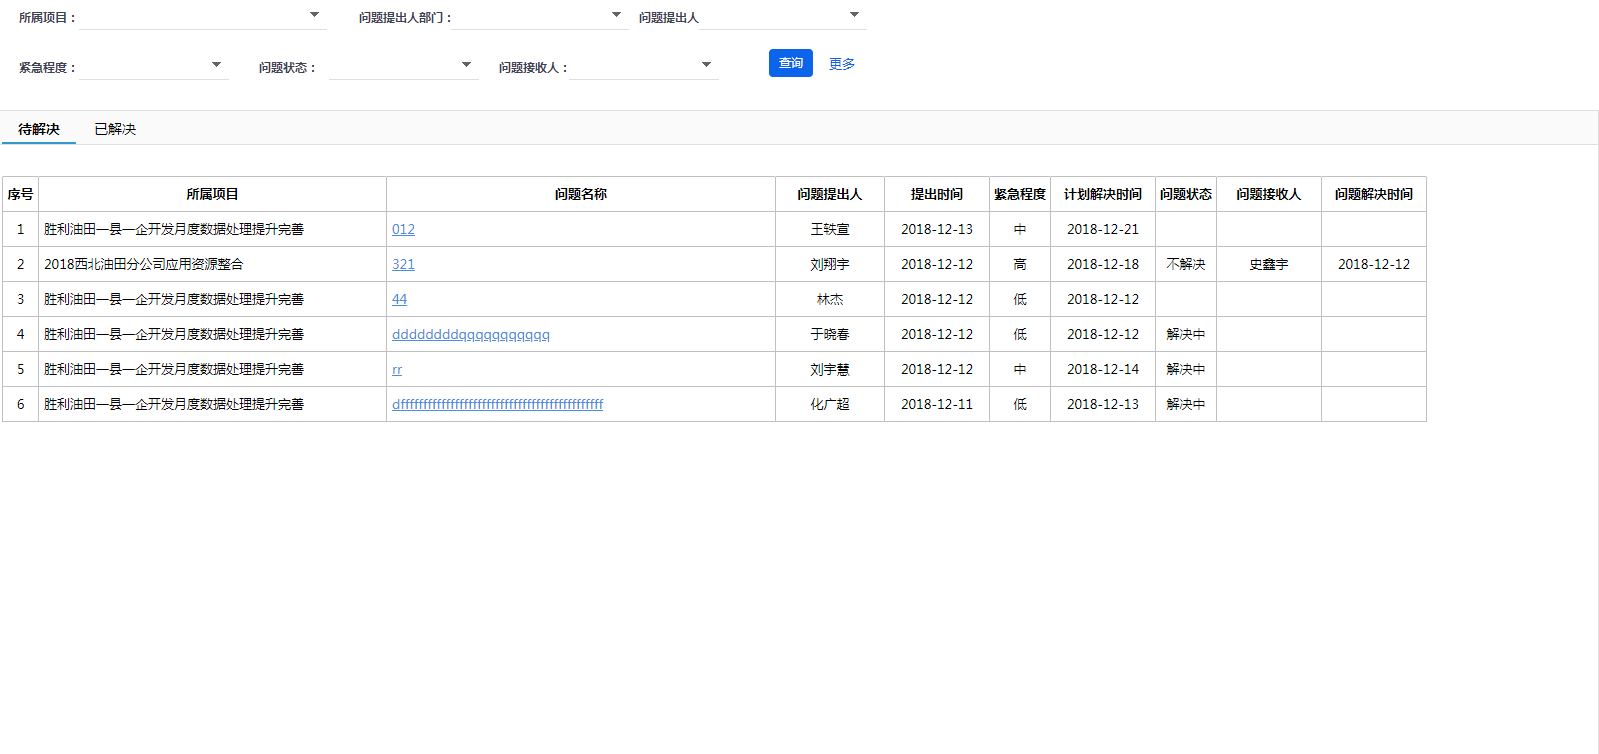 所属项目： 问题提出人部门： 问题提出人
紧急程度： 问题状态： 问题接收人： 查询 更多
待解决 已解决
序号 所属项目 问题名称 问题提出人 提出时间 紧急程度 计划解决时间 问题状态 问题接收人 问题解决时间
1 胜利油田一县一企开发月度数据处理提升完善 012 王轶宣 2018-12-13 中 2018-12-21
2 2018西北油田分公司应用资源整合 321 刘翔宇 2018-12-12 高 2018-12-18 不解决 史鑫宇 2018-12-12
3 胜利油田一县一企开发月度数据处理提升完善 44 林杰 2018-12-12 低 2018-12-12
4 胜利油田一县一企开发月度数据处理提升完善 ddddddddqqqqqqqqqqq 于晓春 2018-12-12 低 2018-12-12 解决中
5 胜利油田一县一企开发月度数据处理提升完善 rr 刘宇慧 2018-12-12 中 2018-12-14 解决中
6 胜利油田一县一企开发月度数据处理提升完善 化广超 2018-12-11 低 2018-12-13 解决中